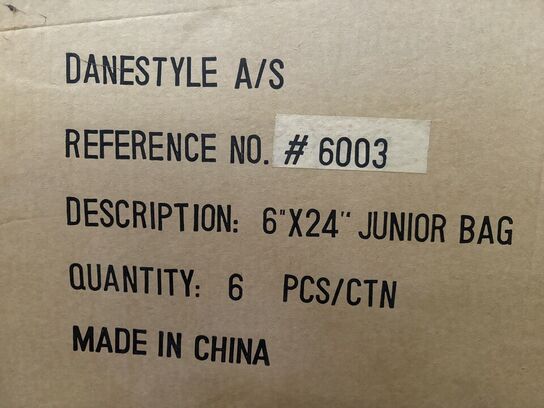 DANESTYLE A/S
REFERENCE NO. # 6003
DESCRIPTION: 6"X24" JUNIOR BAG
QUANTITY: 6 PCS/CTN
MADE IN CHINA